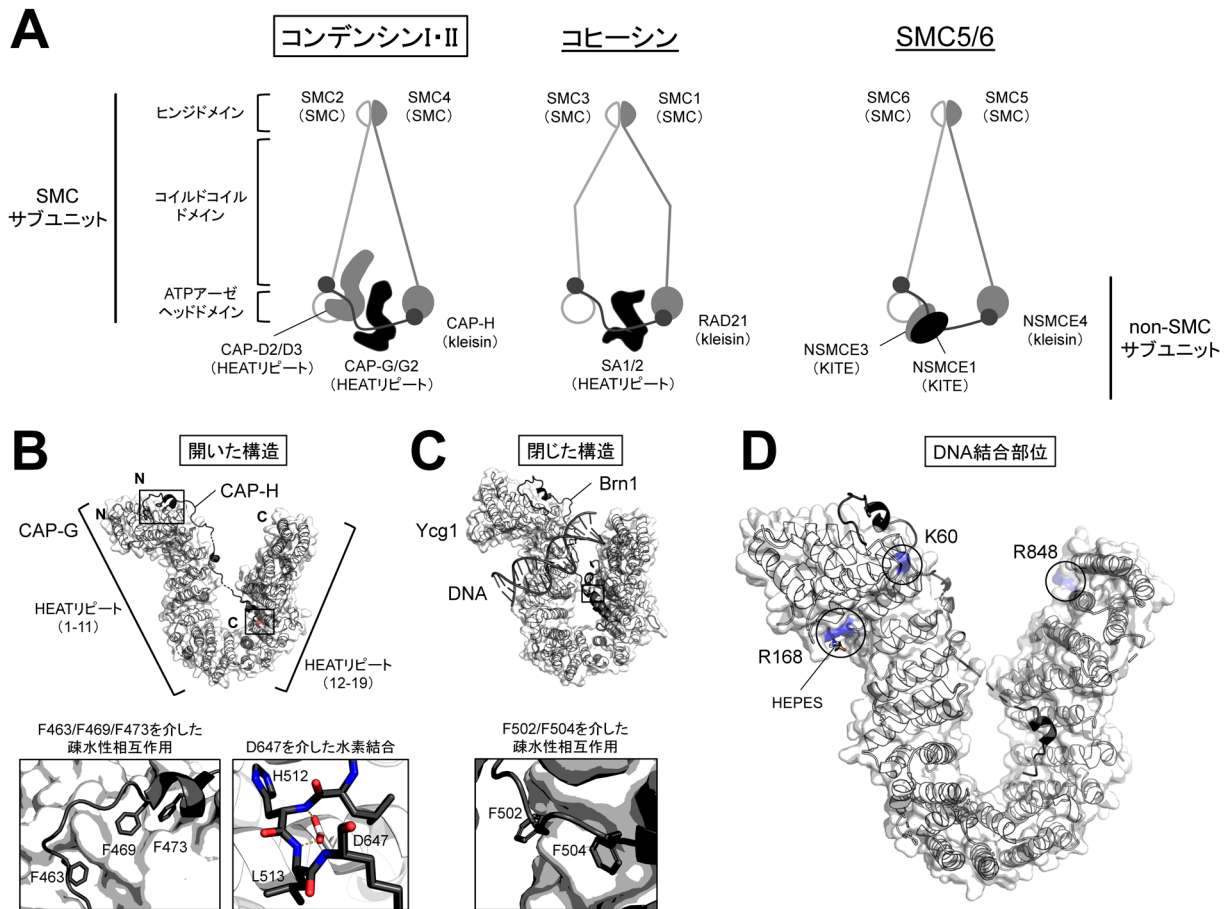 A
コンデンシンI・II
コヒーシン
SMC5/6
SMC
サブユニット
ヒンジドメイン
コイルドコイル
ドメイン
ATPアーゼ
ヘッドドメイン
SMC2
(SMC)
SMC4
(SMC)
CAP-D2/D3
(HEATリピート)
CAP-G/G2
(HEATリピート)
CAP-H
(kleisin)
SMC3
(SMC)
SMC1
(SMC)
SA1/2
(HEATリピート)
RAD21
(kleisin)
SMC6
(SMC)
SMC5
(SMC)
NSMCE3
(KITE)
NSMCE1
(KITE)
NSMCE4
(kleisin)
non-SMC
サブユニット
B
開いた構造
N
N
CAP-H
C
CAP-G
HEATリピート
(1-11)
C
HEATリピート
(12-19)
F463/F469/F473を介した
疎水性相互作用
F469
F473
F463
D647を介した水素結合
H512
D647
L513
C
閉じた構造
Brn1
Ycg1
DNA
F502/F504を介した
疎水性相互作用
F502
F504
D
DNA結合部位
K60
R848
R168
HEPES